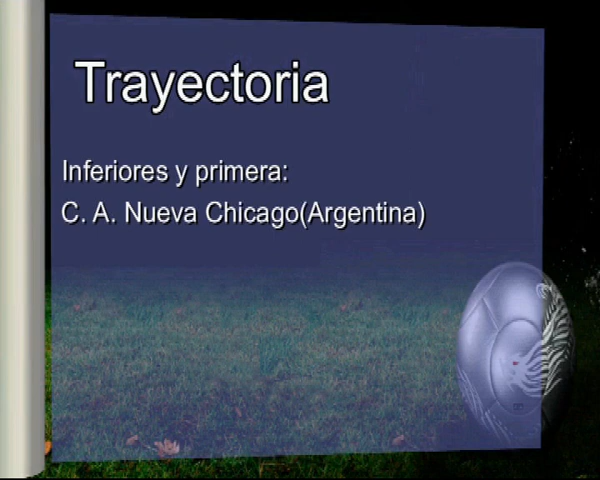 Trayectoria
Inferiores y primera:
C. A. Nueva Chicago(Argentina)